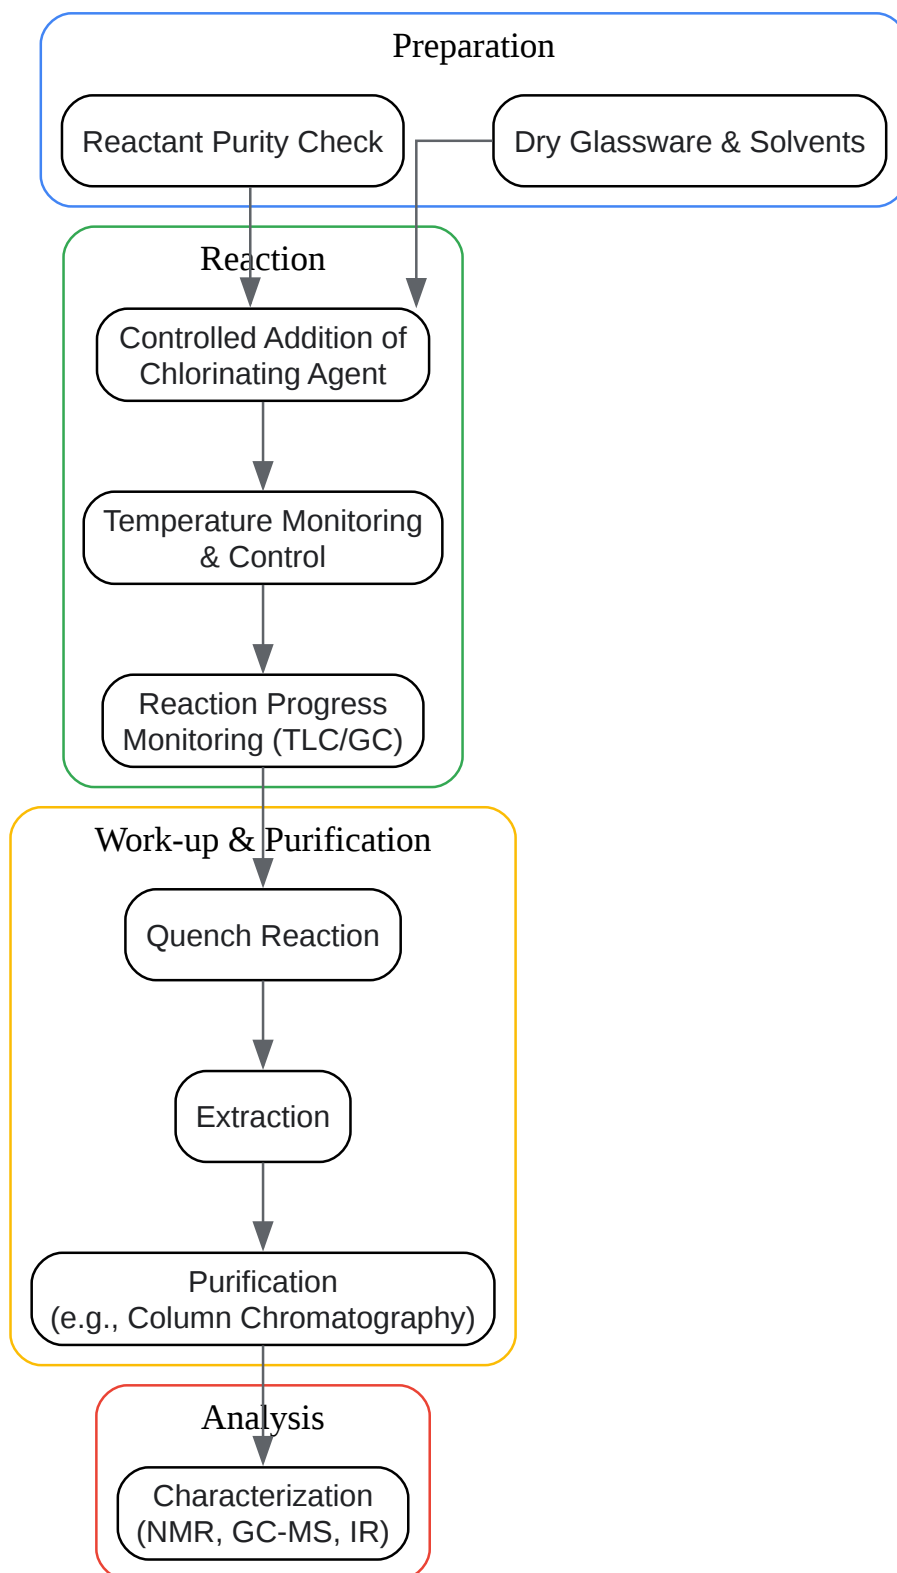 Preparation
Reactant Purity Check
Dry Glassware & Solvents
Reaction
Controlled Addition of
Chlorinating Agent
Temperature Monitoring
& Control
Reaction Progress
Monitoring (TLC/GC)
Work-up & Purification
Quench Reaction
Extraction
Purification
(e.g., Column Chromatography)
Analysis
Characterization
(NMR, GC-MS, IR)